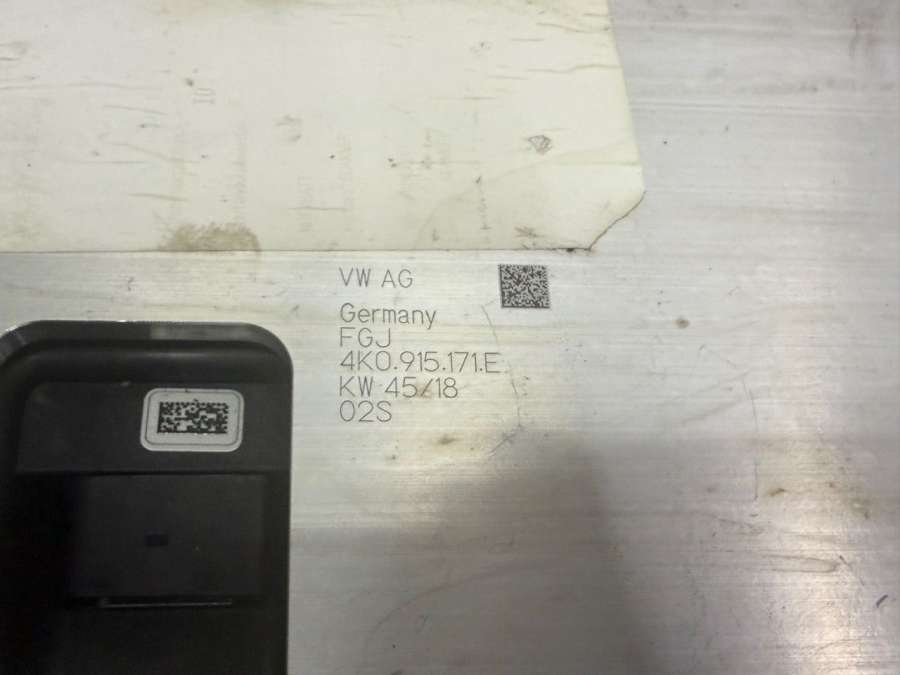 VW AG
Germany
FGJ
4K0.915.171.E
KW 45/18
02S